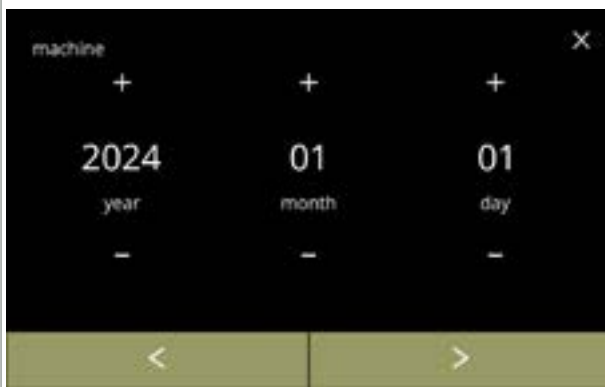 machine ×
+ + +
2024 01 01
year month day
− − −
< >